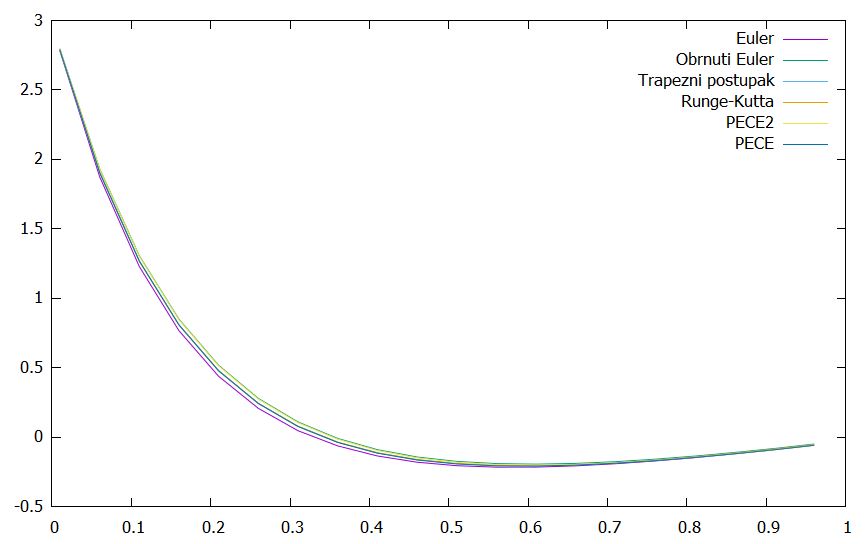 3
2.5
2
1.5
1
0.5
0
-0.5
0 0.1 0.2 0.3 0.4 0.5 0.6 0.7 0.8 0.9 1
Euler
Obrnuti Euler
Trapezni postupak
Runge-Kutta
PECE2
PECE